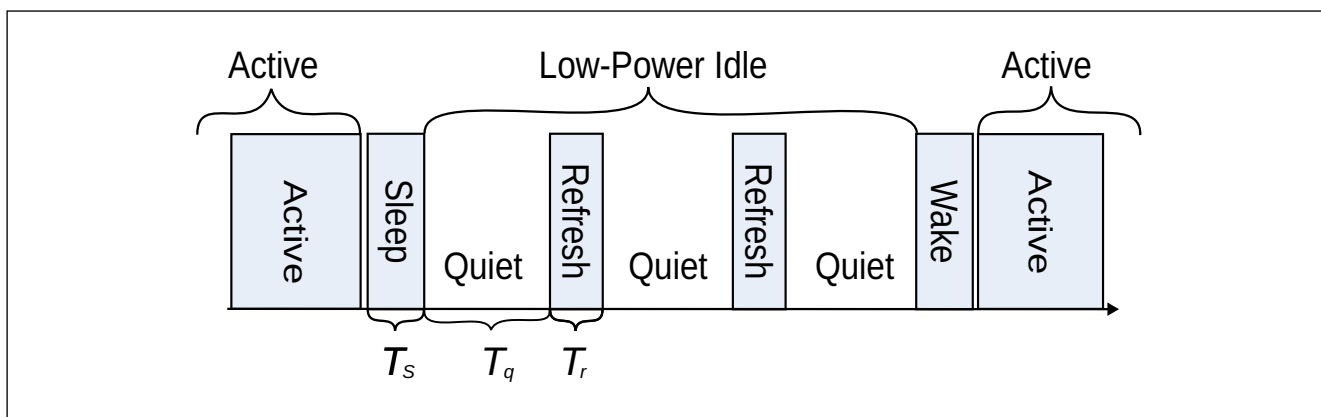 Active Low-Power Idle Active
Active Sleep Quiet Refresh Quiet Refresh Quiet Wake Active
Ts Tq Tr